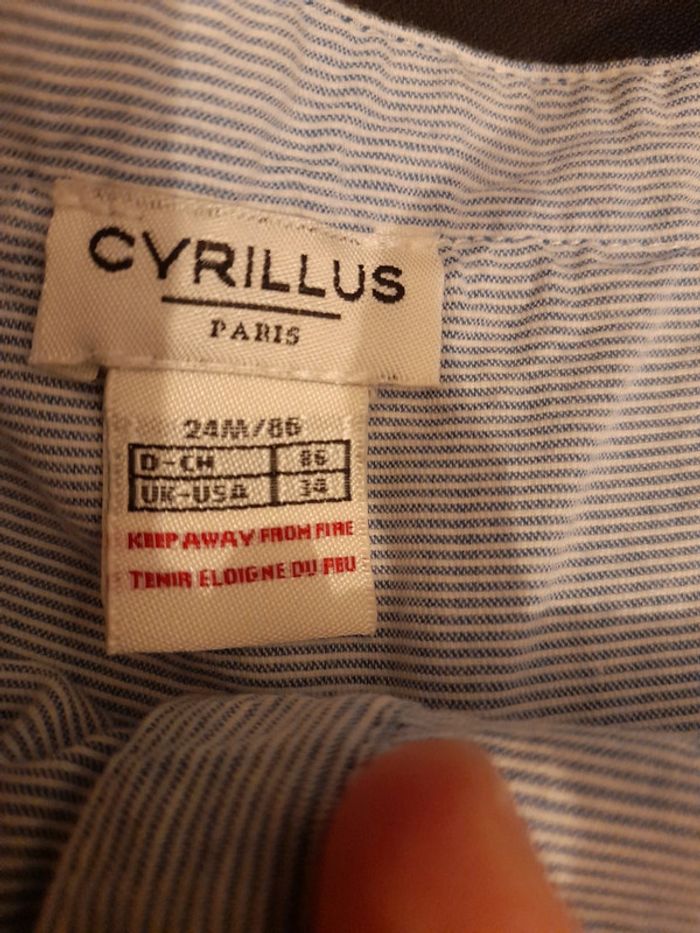 CYRILLUS
PARIS
24M/86
D-CH 86
UK-USA 34
KEEP AWAY FROM FIRE
TENIR ELOIGNE DU FEU